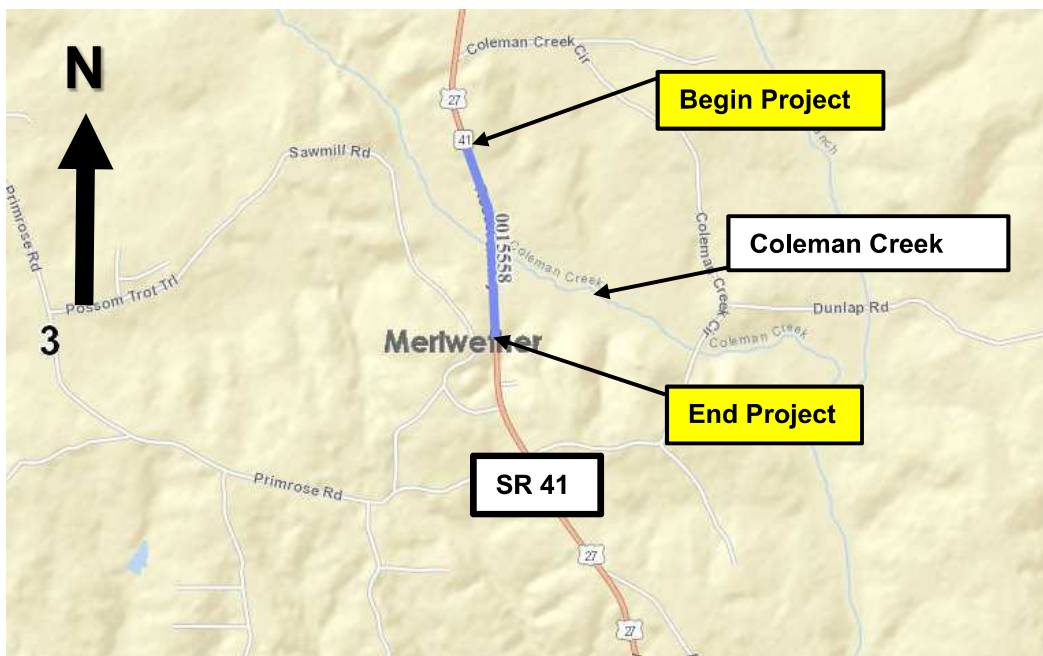 N
Coleman Creek Cir
27
Begin Project
41
Sawmill Rd
Primrose Rd
0015558
Coleman Creek Cir
Coleman Creek
Coleman Creek
Possom Trot Trl
Dunlap Rd
3
Meriwether
Coleman Creek
End Project
SR 41
Primrose Rd
27
27